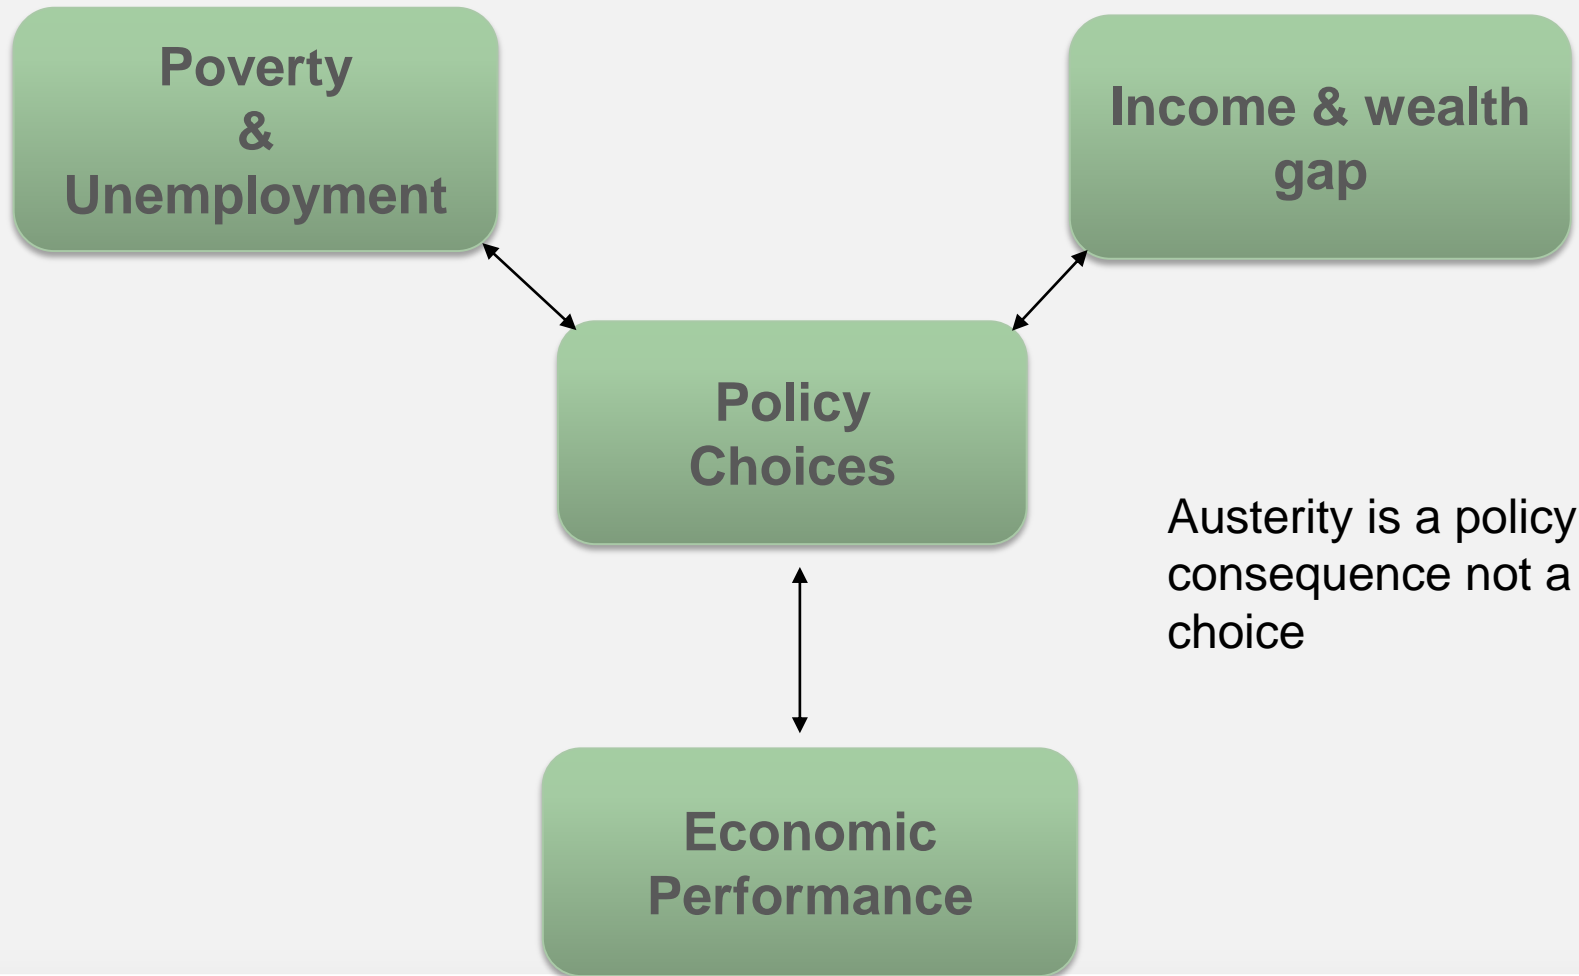 Poverty
&
Unemployment
Income & wealth
gap
Policy
Choices
Austerity is a policy
consequence not a
choice
Economic
Performance